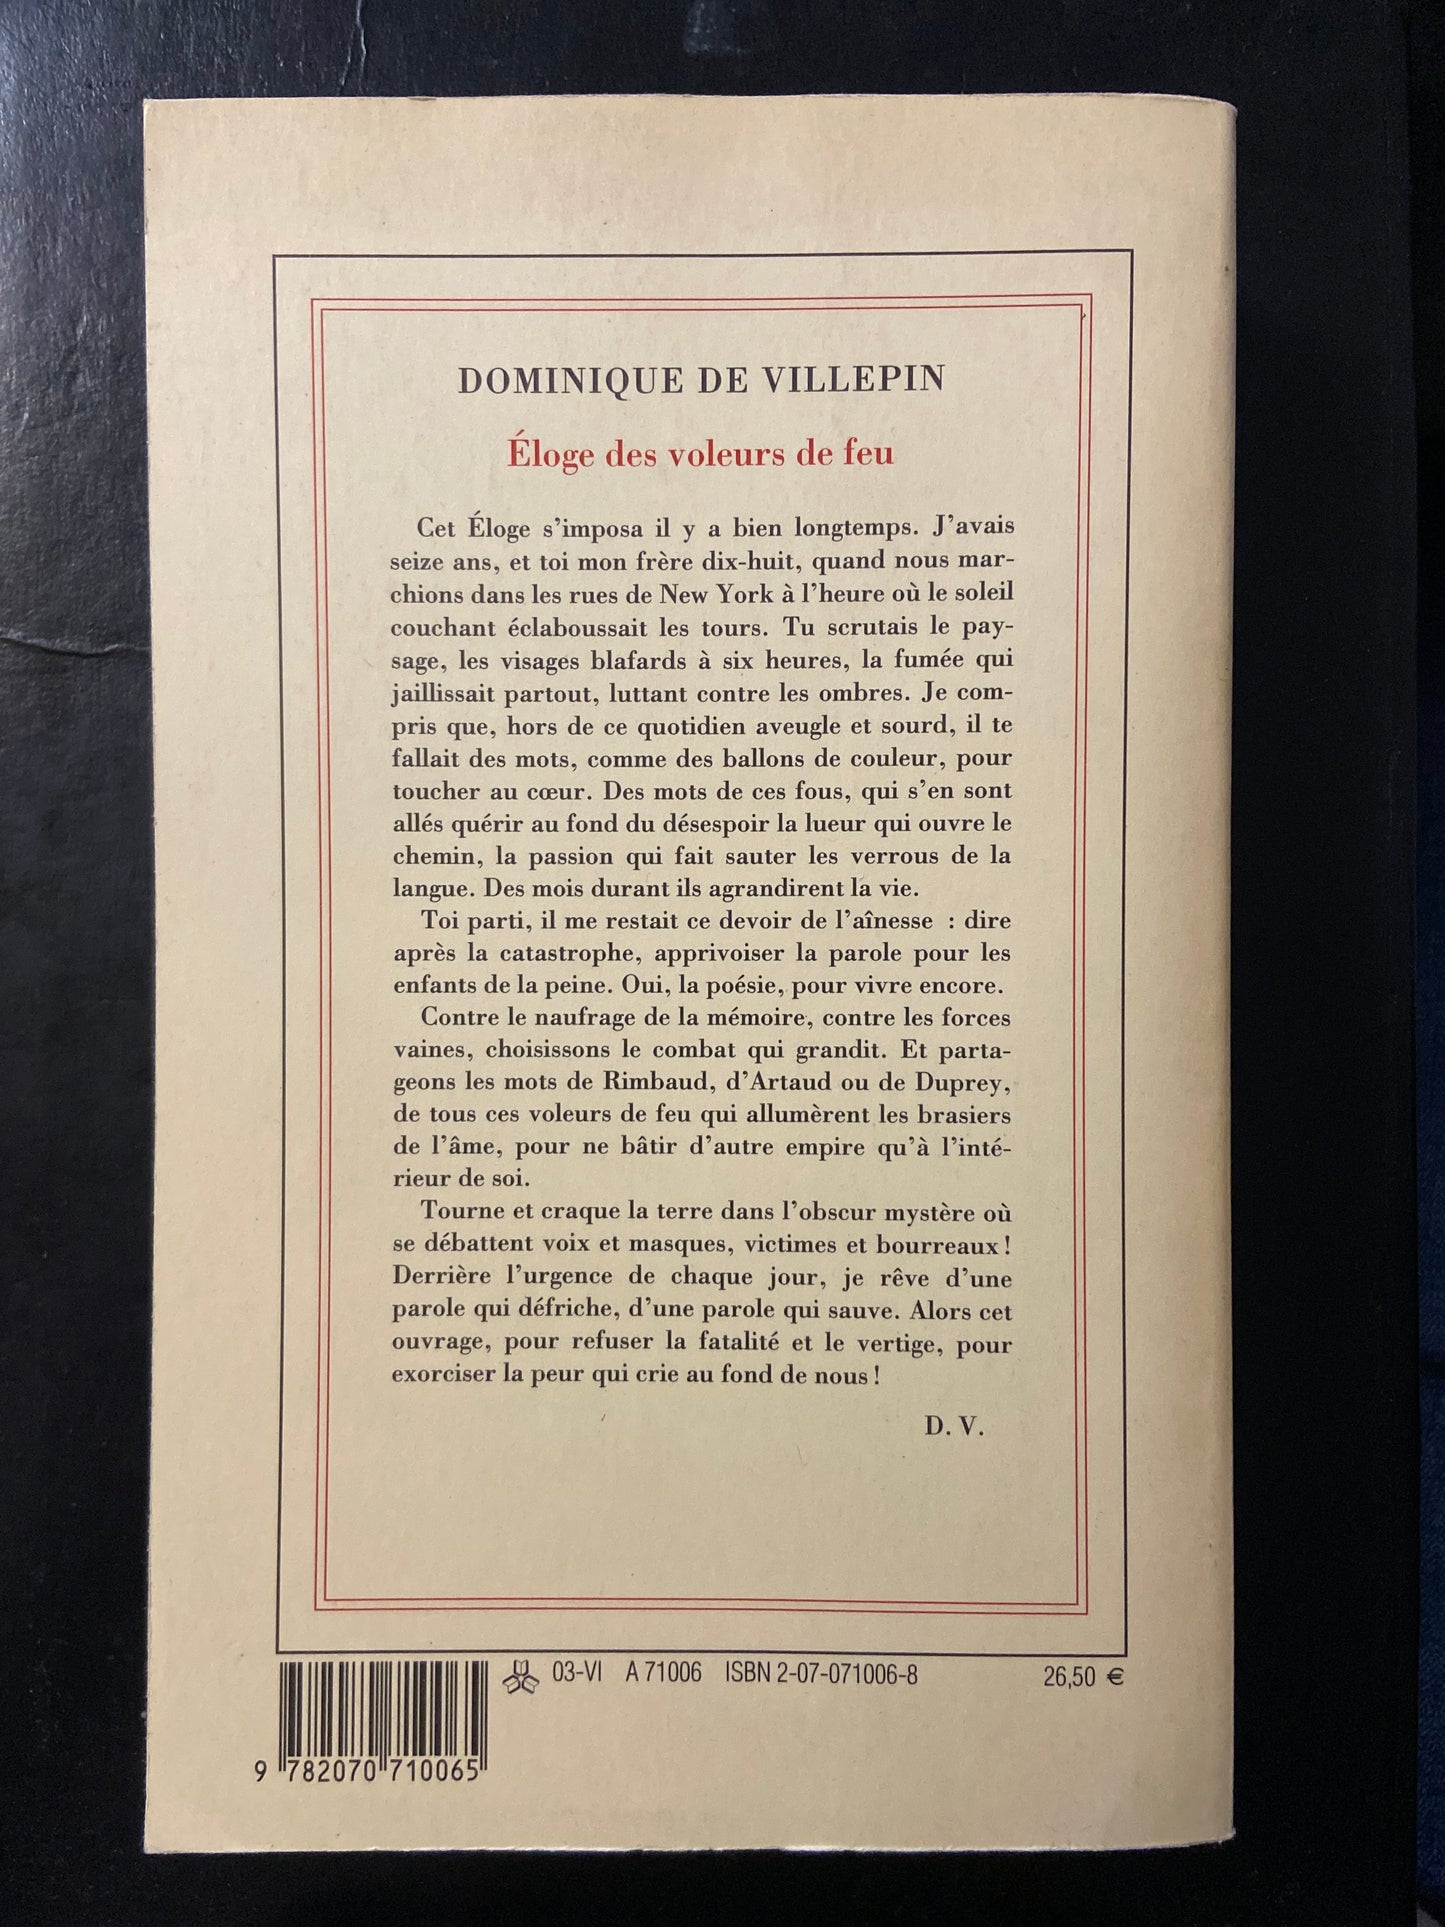 DOMINIQUE DE VILLEPIN
Éloge des voleurs de feu
Cet Éloge s'imposa il y a bien longtemps. J'avais
seize ans, et toi mon frère dix-huit, quand nous mar-
chions dans les rues de New York à l'heure où le soleil
couchant éclaboussait les tours. Tu scrutais le pay-
sage, les visages blafards à six heures, la fumée qui
jaillissait partout, luttant contre les ombres. Je com-
pris que, hors de ce quotidien aveugle et sourd, il te
fallait des mots, comme des ballons de couleur, pour
toucher au cœur. Des mots de ces fous, qui s'en sont
allés quérir au fond du désespoir la lueur qui ouvre le
chemin, la passion qui fait sauter les verrous de la
langue. Des mois durant ils agrandirent la vie.
Toi parti, il me restait ce devoir de l'aînesse : dire
après la catastrophe, apprivoiser la parole pour les
enfants de la peine. Oui, la poésie, pour vivre encore.
Contre le naufrage de la mémoire, contre les forces
vaines, choisissons le combat qui grandit. Et parta-
geons les mots de Rimbaud, d'Artaud ou de Duprey,
de tous ces voleurs de feu qui allumèrent les brasiers
de l'âme, pour ne bâtir d'autre empire qu'à l'inté-
rieur de soi.
Tourne et craque la terre dans l'obscur mystère où
se débattent voix et masques, victimes et bourreaux !
Derrière l'urgence de chaque jour, je rêve d'une
parole qui défriche, d'une parole qui sauve. Alors cet
ouvrage, pour refuser la fatalité et le vertige, pour
exorciser la peur qui crie au fond de nous !
D. V.
03-VI A 71006 ISBN 2-07-071006-8 26,50 €
9 782070 710065